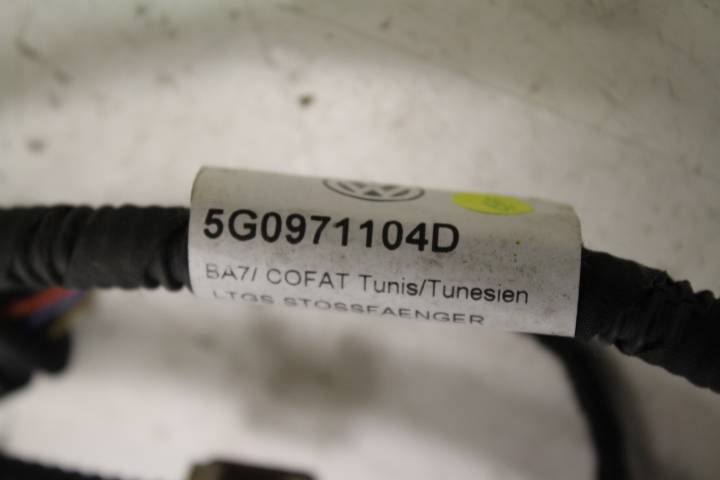 5G0971104D
BA7/ COFAT Tunis/Tunesien
LTGS STOSSFAENGER